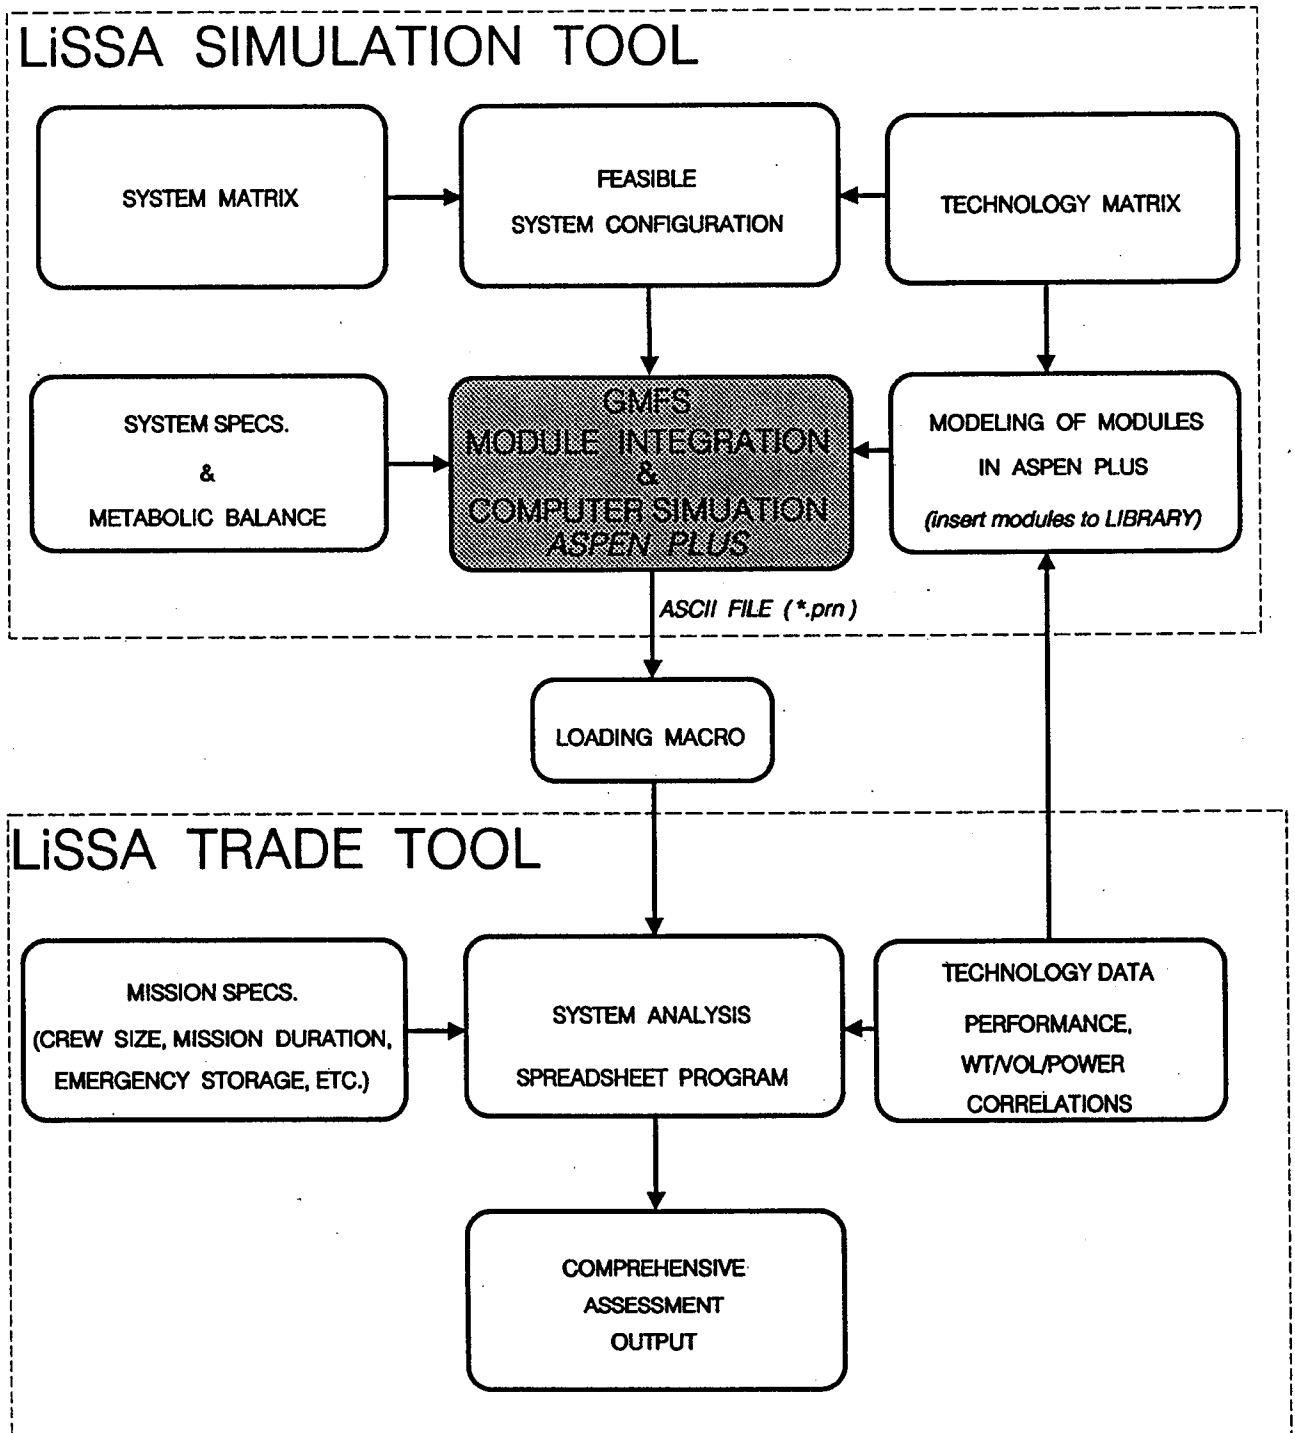 LiSSA SIMULATION TOOL
SYSTEM MATRIX
FEASIBLE
SYSTEM CONFIGURATION
TECHNOLOGY MATRIX
SYSTEM SPECS.
&
METABOLIC BALANCE
GMFS
MODULE INTEGRATION
&
COMPUTER SIMUATION
ASPEN PLUS
MODELING OF MODULES
IN ASPEN PLUS
(insert modules to LIBRARY)
ASCII FILE (*.prn)
LOADING MACRO
LiSSA TRADE TOOL
MISSION SPECS.
(CREW SIZE, MISSION DURATION,
EMERGENCY STORAGE, ETC.)
SYSTEM ANALYSIS
SPREADSHEET PROGRAM
TECHNOLOGY DATA
PERFORMANCE,
WT/VOL/POWER
CORRELATIONS
COMPREHENSIVE
ASSESSMENT
OUTPUT